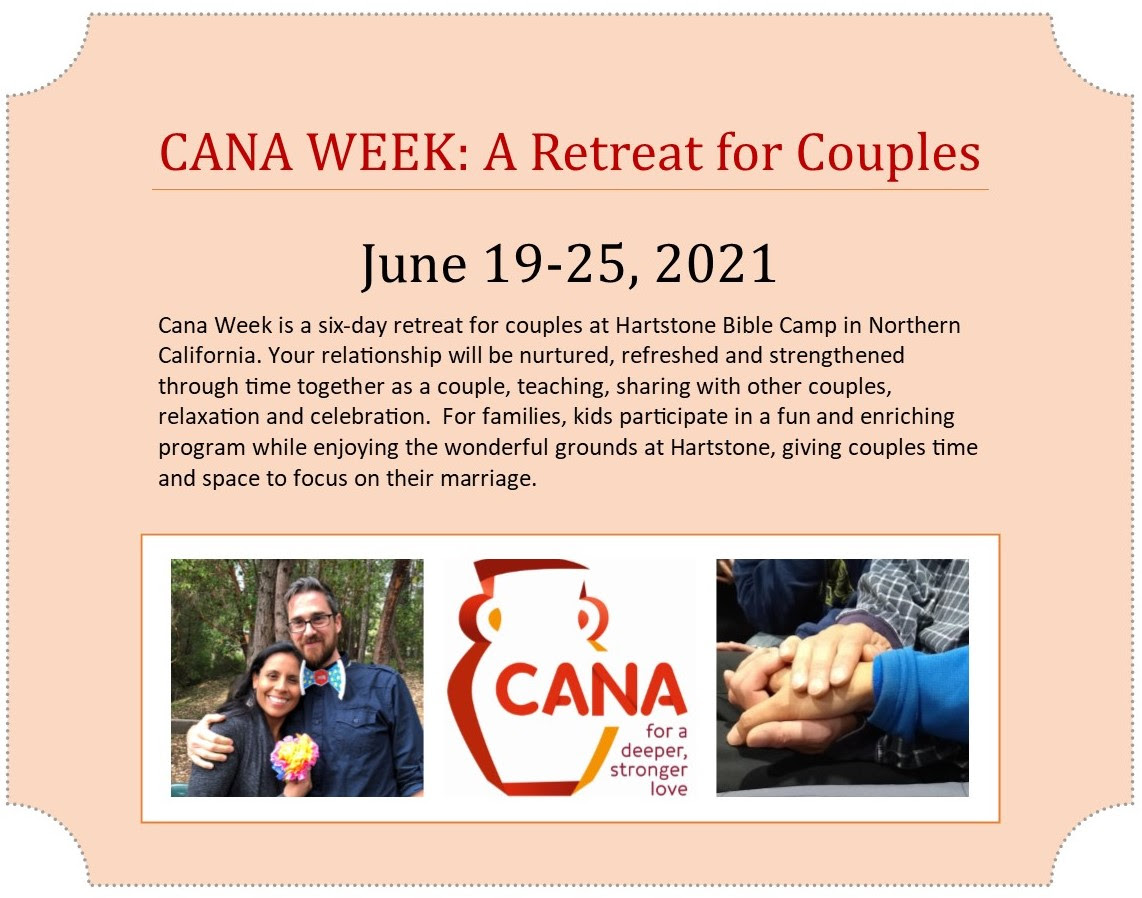 CANA WEEK: A Retreat for Couples
June 19-25, 2021
Cana Week is a six-day retreat for couples at Hartstone Bible Camp in Northern
California. Your relationship will be nurtured, refreshed and strengthened
through time together as a couple, teaching, sharing with other couples,
relaxation and celebration.  For families, kids participate in a fun and enriching
program while enjoying the wonderful grounds at Hartstone, giving couples time
and space to focus on their marriage.
CANA
for a
deeper,
stronger
love